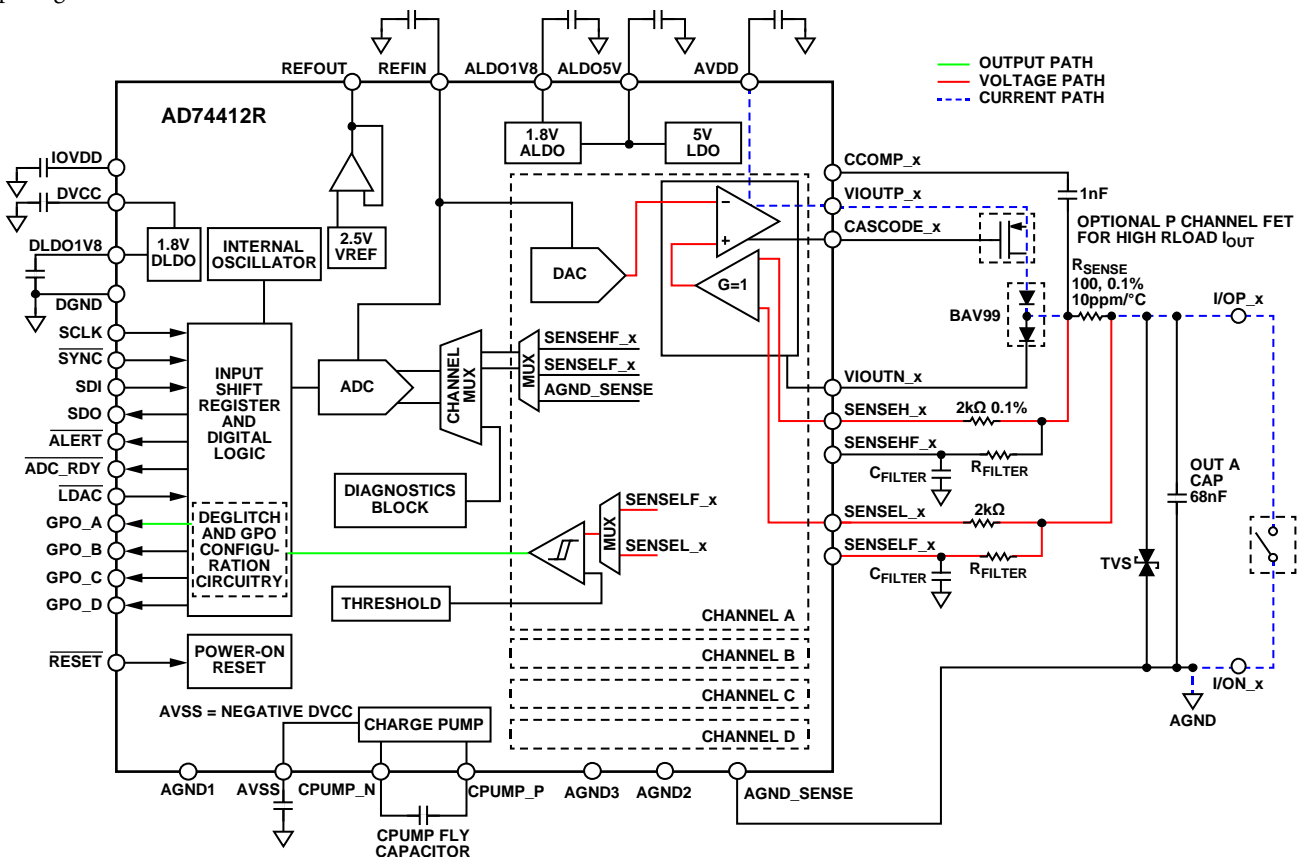 REFOUT
REFIN
ALDO1V8
ALDO5V
AVDD
OUTPUT PATH
VOLTAGE PATH
CURRENT PATH
AD74412R
IOVDD
DVCC
DLDO1V8
DGND
SCLK
SYNC
SDI
SDO
ALERT
ADC_RDY
LDAC
GPO_A
GPO_B
GPO_C
GPO_D
RESET
1.8V
DLDO
INTERNAL
OSCILLATOR
2.5V
VREF
1.8V
ALDO
5V
LDO
INPUT
SHIFT
REGISTER
AND
DIGITAL
LOGIC
DEGLITCH
AND GPO
CONFIGU-
RATION
CIRCUITRY
POWER-ON
RESET
ADC
CHANNEL
MUX
MUX
SENSEHF_x
SENSELF_x
AGND_SENSE
DAC
−
+
G=1
DIAGNOSTICS
BLOCK
THRESHOLD
MUX
SENSELF_x
SENSEL_x
CHANNEL A
CHANNEL B
CHANNEL C
CHANNEL D
CCOMP_x
VIOUTP_x
CASCODE_x
1nF
OPTIONAL P CHANNEL FET
FOR HIGH RLOAD IOUT
RSENSE
100, 0.1%
10ppm/°C
BAV99
I/OP_x
VIOUTN_x
SENSEH_x
2kΩ 0.1%
SENSEHF_x
CFILTER
RFILTER
SENSEL_x
2kΩ
SENSELF_x
CFILTER
RFILTER
OUT A
CAP
68nF
TVS
I/ON_x
AGND
AVSS = NEGATIVE DVCC
CHARGE PUMP
AGND1
AVSS
CPUMP_N
CPUMP_P
AGND3
AGND2
AGND_SENSE
CPUMP FLY
CAPACITOR